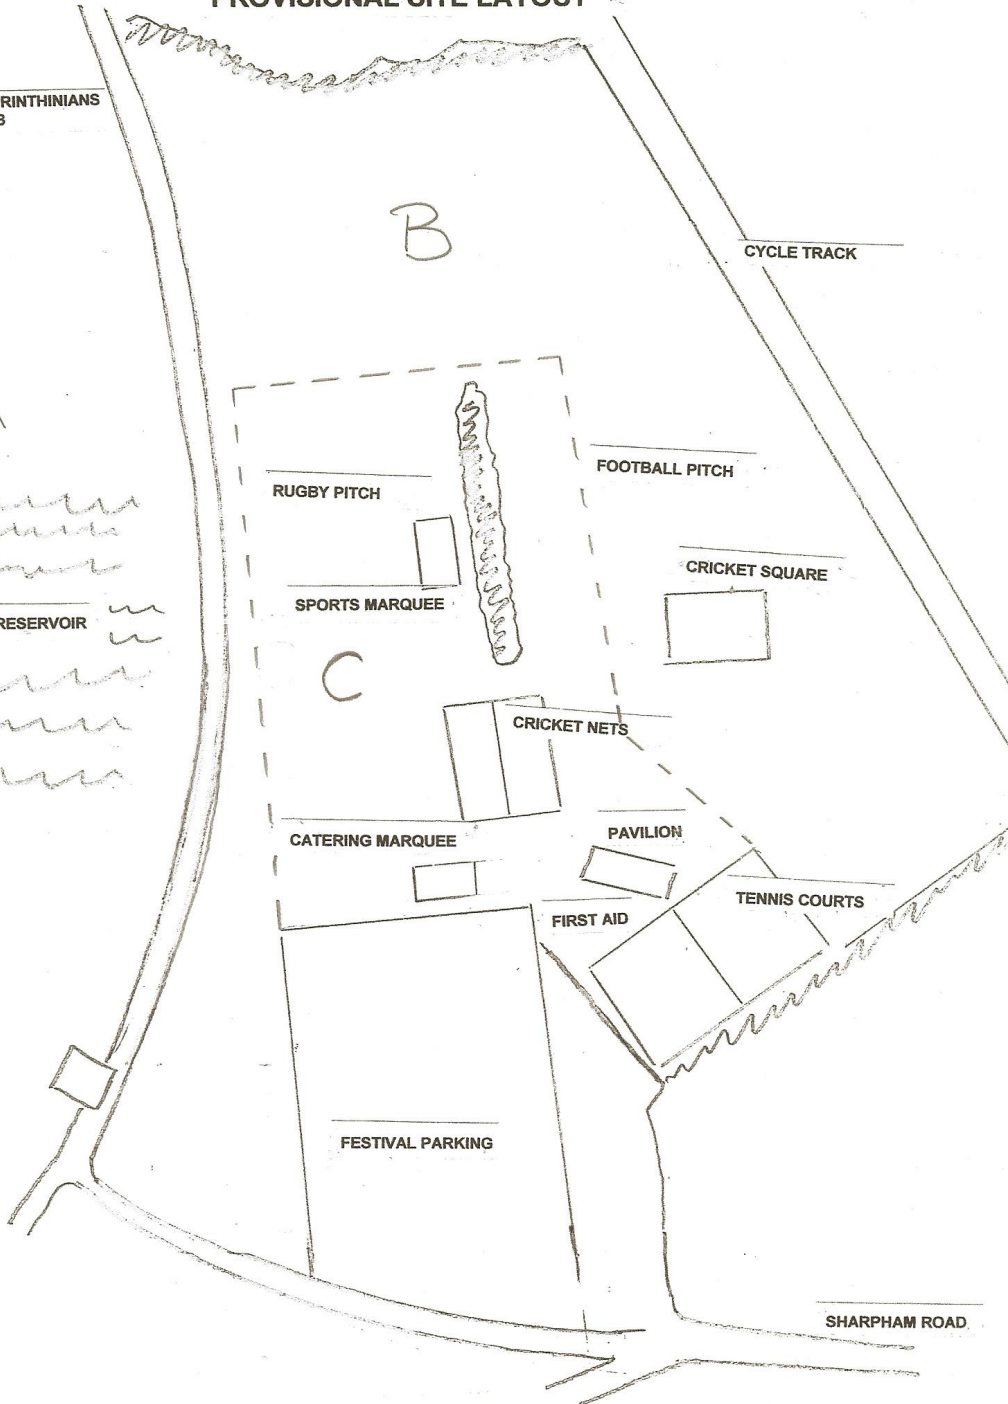 PROVISIONAL SITE LAYOUT
RINTHINIANS
B
CYCLE TRACK
FOOTBALL PITCH
RUGBY PITCH
CRICKET SQUARE
SPORTS MARQUEE
RESERVOIR
C
CRICKET NETS
CATERING MARQUEE
PAVILION
TENNIS COURTS
FIRST AID
FESTIVAL PARKING
SHARPHAM ROAD